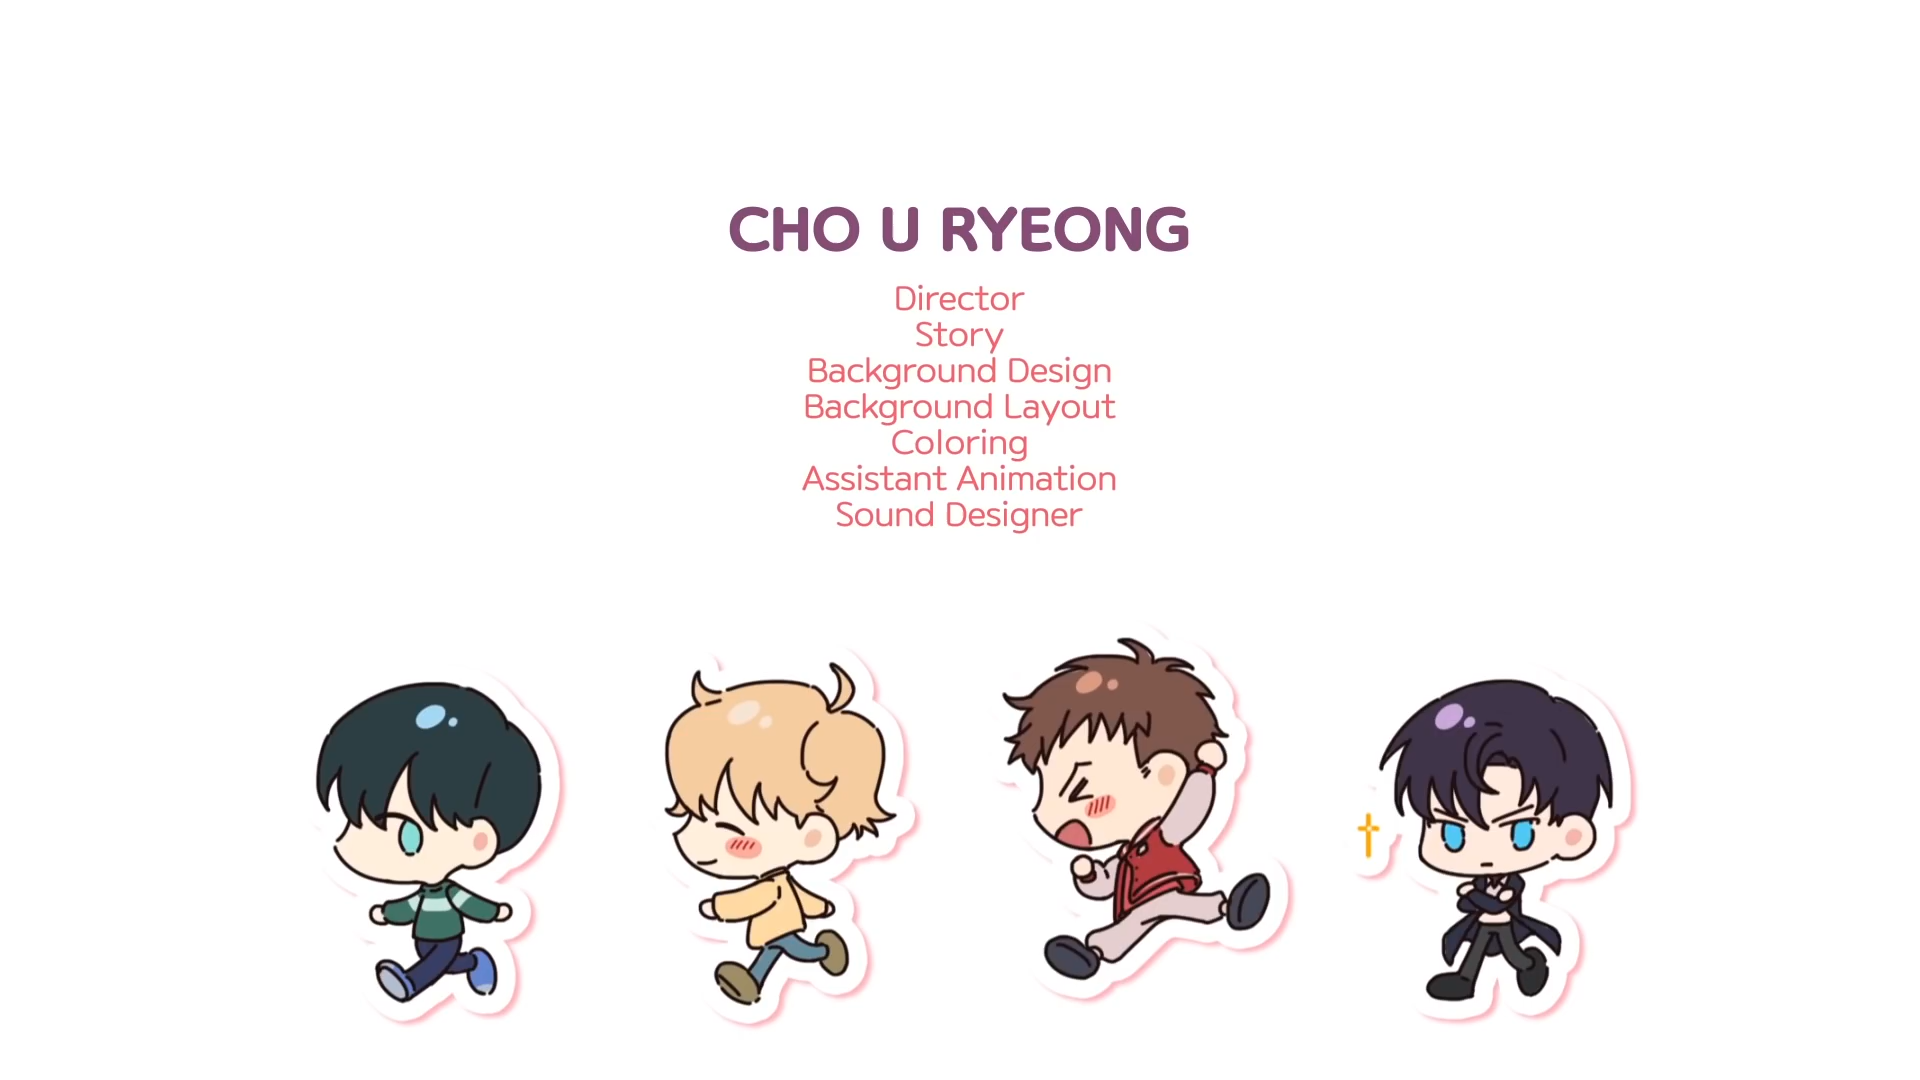 CHO U RYEONG
Director
Story
Background Design
Background Layout
Coloring
Assistant Animation
Sound Designer